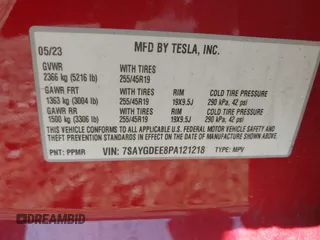 05/23 MFD BY TESLA, INC.
GVWR WITH TIRES
2366 kg (5216 lb) 255/45R19
GAWR FRT WITH TIRES RIM COLD TIRE PRESSURE
1363 kg (3004 lb) 255/45R19 19X9.5J 290 kPa, 42 psi
GAWR RR WITH TIRES RIM COLD TIRE PRESSURE
1500 kg (3306 lb) 255/45R19 19X9.5J 290 kPa, 42 psi
THIS VEHICLE CONFORMS TO ALL APPLICABLE U.S. FEDERAL
MOTOR VEHICLE SAFETY, BUMPER AND THEFT PREVENTION
STANDARDS IN EFFECT ON THE DATE OF MANUFACTURE
SHOWN ABOVE.
PNT: PPMR VIN: 7SAYGDEE8PA121218 TYPE: MPV
DREAMBID